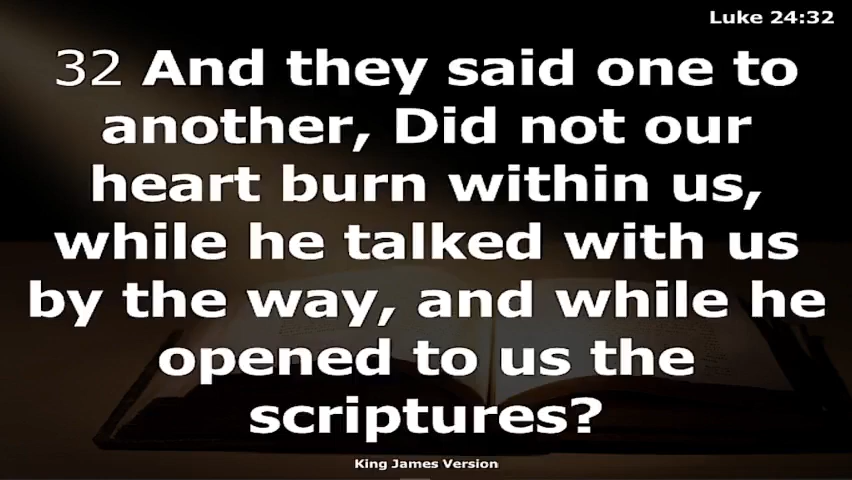 Luke 24:32
32 And they said one to
another, Did not our
heart burn within us,
while he talked with us
by the way, and while he
opened to us the
scriptures?
King James Version